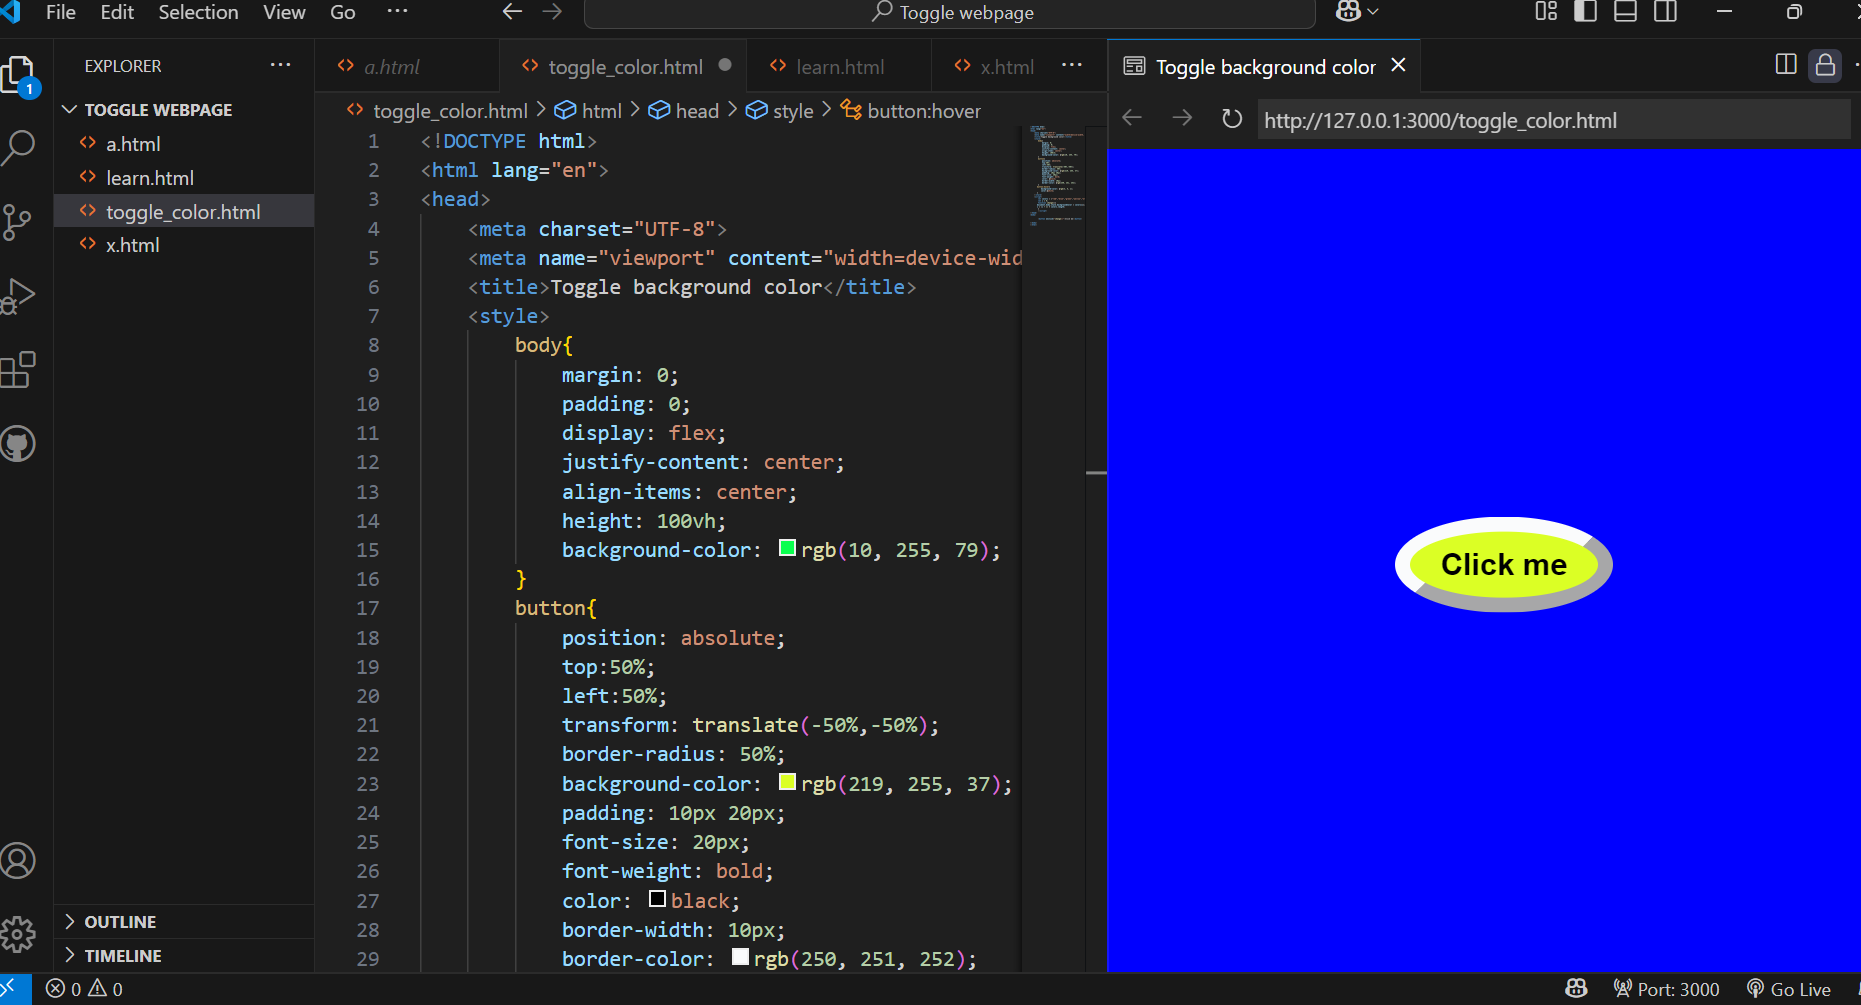 File Edit Selection View Go ··· Toggle webpage
EXPLORER ···
TOGGLE WEBPAGE
a.html
learn.html
toggle_color.html
x.html
OUTLINE
TIMELINE
1
a.html toggle_color.html learn.html x.html ···
toggle_color.html > html > head > style > button:hover
1 <!DOCTYPE html>
2 <html lang="en">
3 <head>
4 <meta charset="UTF-8">
5 <meta name="viewport" content="width=device-wid
6 <title>Toggle background color</title>
7 <style>
8 body{
9 margin: 0;
10 padding: 0;
11 display: flex;
12 justify-content: center;
13 align-items: center;
14 height: 100vh;
15 background-color: rgb(10, 255, 79);
16 }
17 button{
18 position: absolute;
19 top:50%;
20 left:50%;
21 transform: translate(-50%,-50%);
22 border-radius: 50%;
23 background-color: rgb(219, 255, 37);
24 padding: 10px 20px;
25 font-size: 20px;
26 font-weight: bold;
27 color: black;
28 border-width: 10px;
29 border-color: rgb(250, 251, 252);
Toggle background color
http://127.0.0.1:3000/toggle_color.html
Click me
0 0
Port: 3000 Go Live